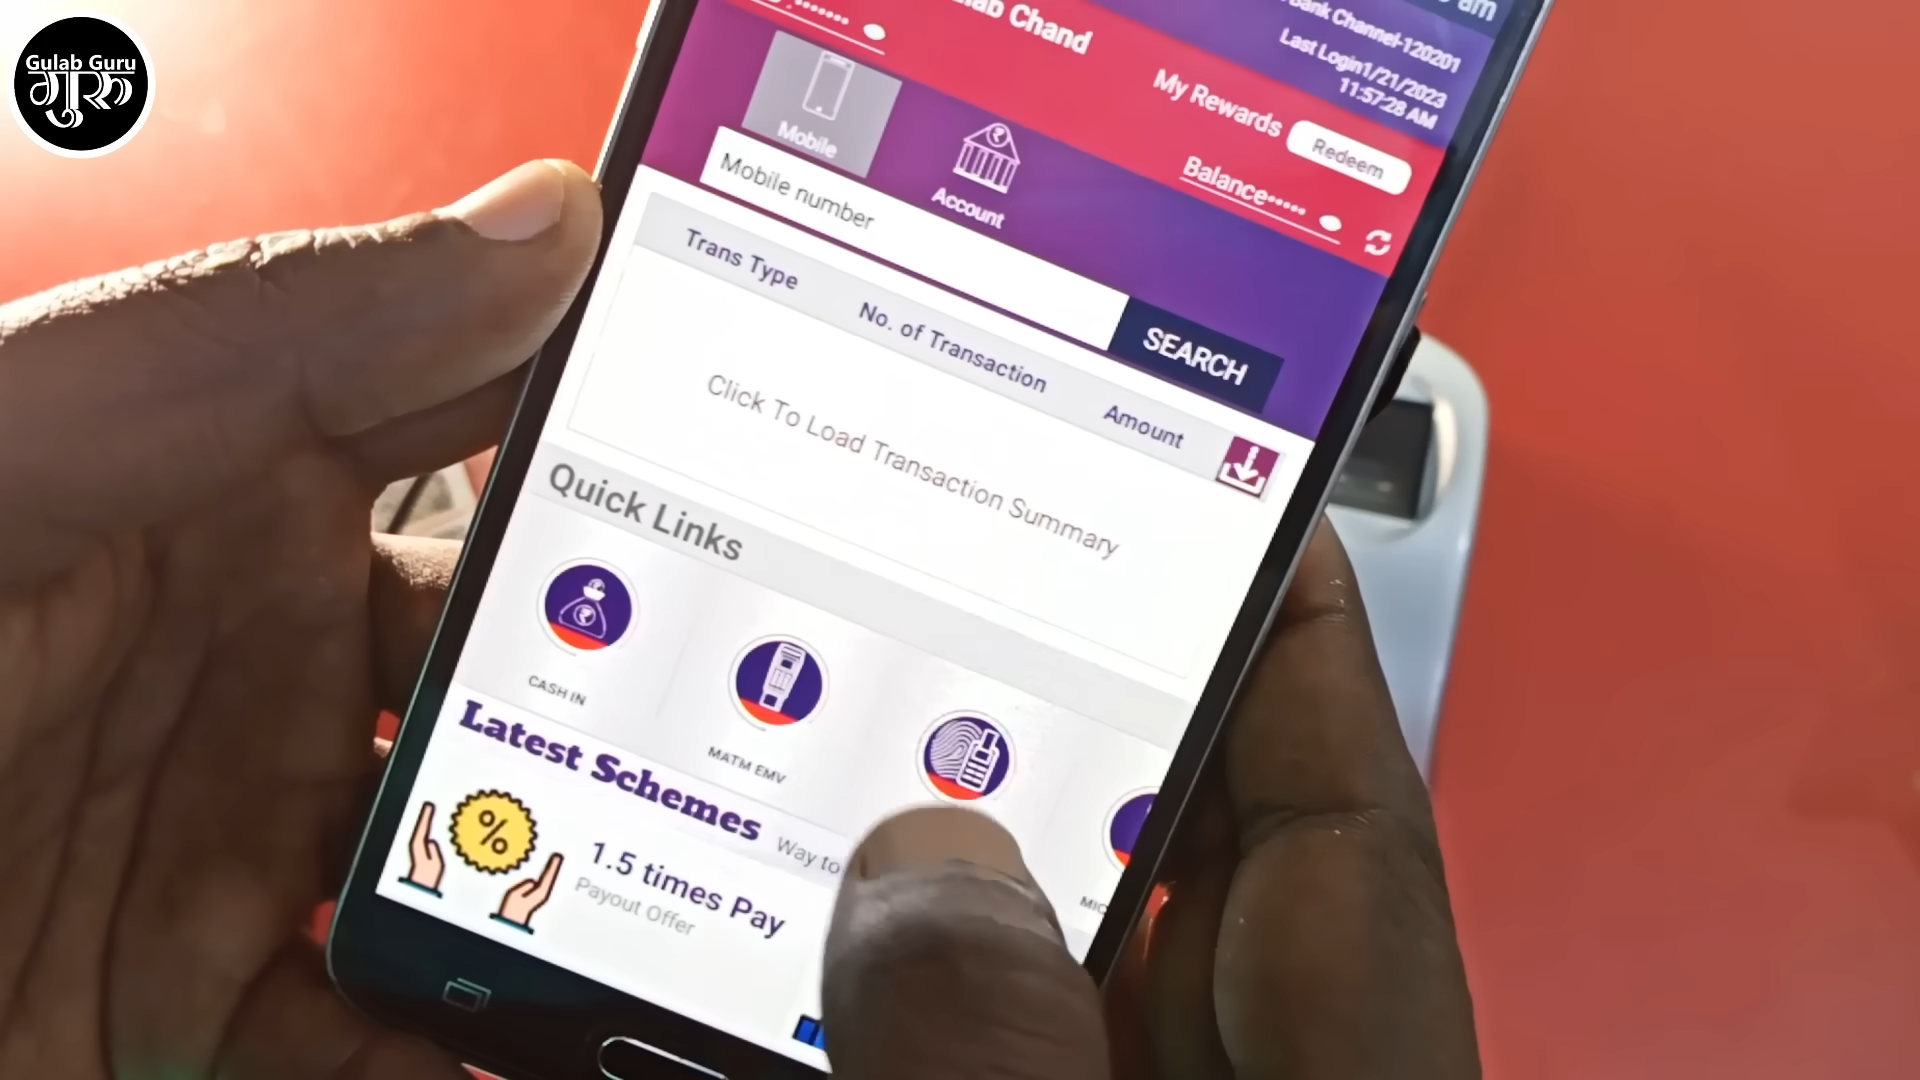 Gulab Guru
गुरु
am
Bank Channel-120201
Chand
Last Login1/21/2023
11:57:28 AM
My Rewards
Redeem
Balance•••••
Mobile
Account
Mobile number
SEARCH
Trans Type
No. of Transaction
Amount
Click To Load Transaction Summary
Quick Links
CASH IN
MATM EMV
Latest Schemes
Way to
%
1.5 times Pay
Payout Offer